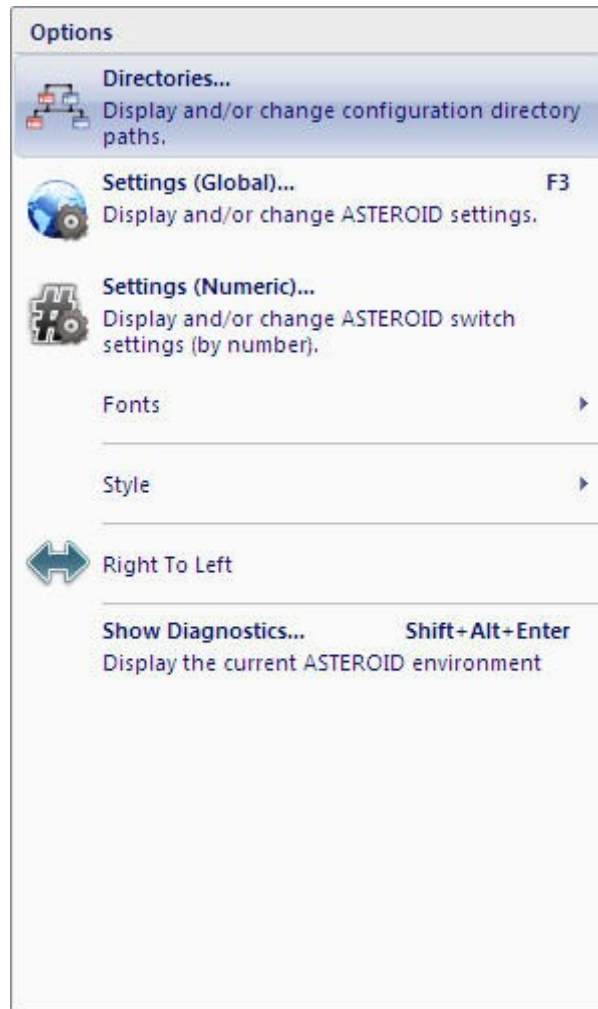 Options
Directories...
Display and/or change configuration directory
paths.
Settings (Global)... F3
Display and/or change ASTEROID settings.
Settings (Numeric)...
Display and/or change ASTEROID switch
settings (by number).
Fonts
Style
Right To Left
Show Diagnostics... Shift+Alt+Enter
Display the current ASTEROID environment